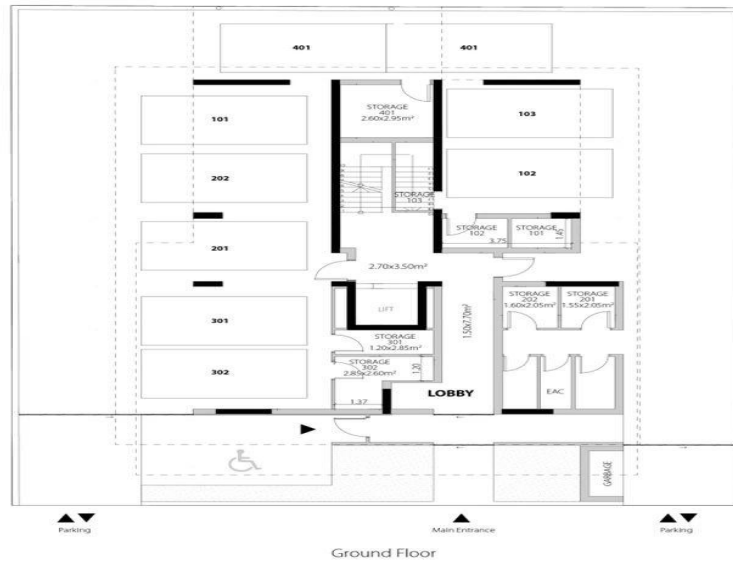 401
401
STORAGE
401
2.60x2.95m²
101
103
202
102
STORAGE
103
STORAGE
102
3.75
STORAGE
101
1.45
201
2.70x3.50m²
LIFT
1.50x7.70m²
STORAGE
202
1.60x2.05m²
STORAGE
201
1.55x2.05m²
301
STORAGE
301
1.20x2.85m²
302
STORAGE
302
2.85x2.60m²
1.20
1.37
LOBBY
EAC
GARBAGE
Parking
Main Entrance
Parking
Ground Floor